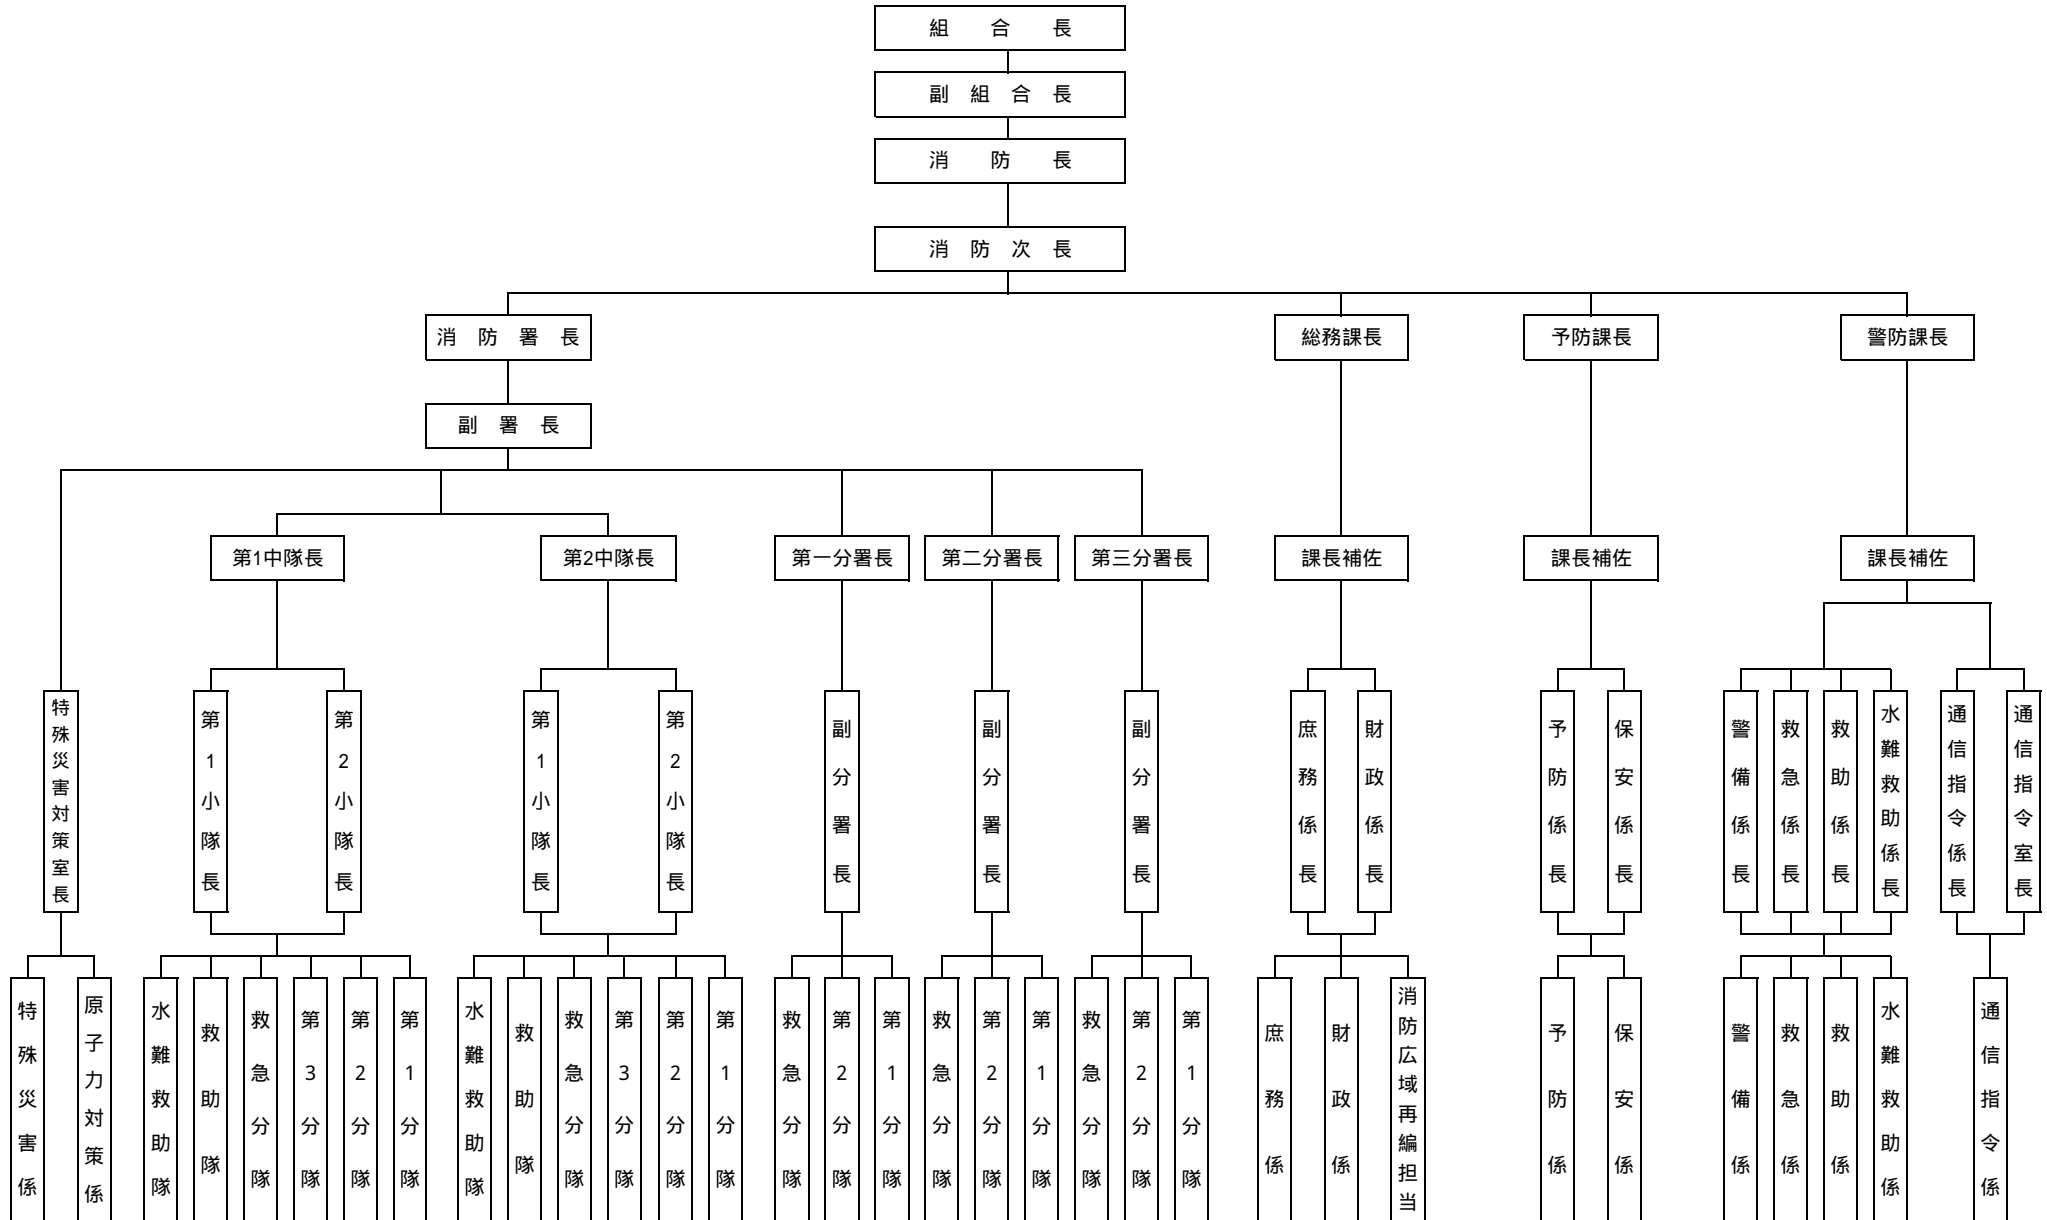 組合長
副組合長
消防長
消防次長
消防署長
総務課長
予防課長
警防課長
副署長
第1中隊長
第2中隊長
第一分署長
第二分署長
第三分署長
課長補佐
課長補佐
課長補佐
特殊災害対策室長
第1小隊長
第2小隊長
第1小隊長
第2小隊長
副分署長
副分署長
副分署長
庶務係長
財政係長
予防係長
保安係長
警備係長
救急係長
救助係長
水難救助係長
通信指令係長
通信指令室長
特殊災害係
原子力対策係
水難救助隊
救助隊
救急分隊
第3分隊
第2分隊
第1分隊
水難救助隊
救助隊
救急分隊
第3分隊
第2分隊
第1分隊
救急分隊
第2分隊
第1分隊
救急分隊
第2分隊
第1分隊
救急分隊
第2分隊
第1分隊
庶務係
財政係
消防広域再編担当
予防係
保安係
警備係
救急係
救助係
水難救助係
通信指令係